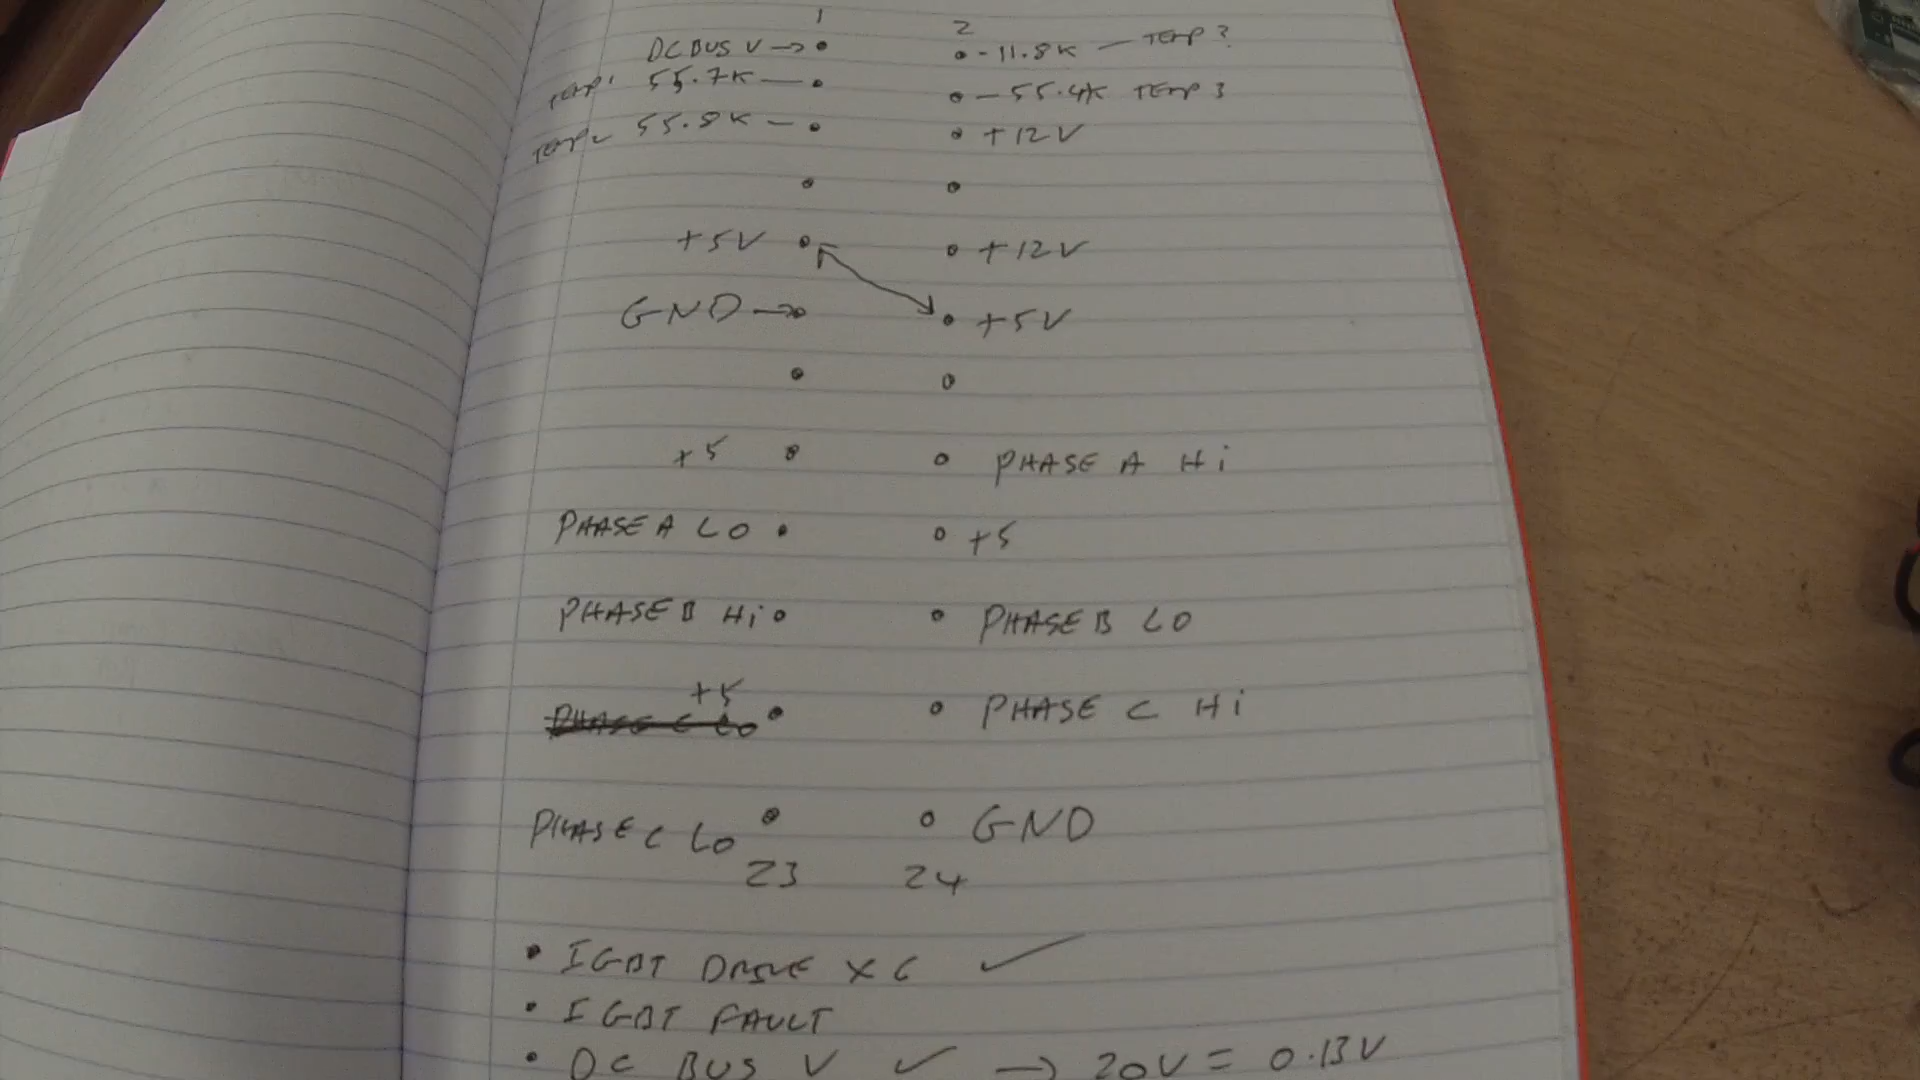 1 2
DC BUS V → • • - 11.8K — TEMP ?
TEMP 1 55.7K — • • — 55.4K TEMP 3
TEMP 2 55.8K — • • + 12V
+5V • • + 12V
GND → • • +5V
+5 • • PHASE A Hi
PHASE A LO • • +5
PHASE B Hi • • PHASE B LO
+5
PHASE C LO • • PHASE C Hi
PHASE C LO • • GND
23 24
• IGBT DRIVE X 6 ✓
• IGBT FAULT
• DC BUS V ✓ → 20V = 0.13V